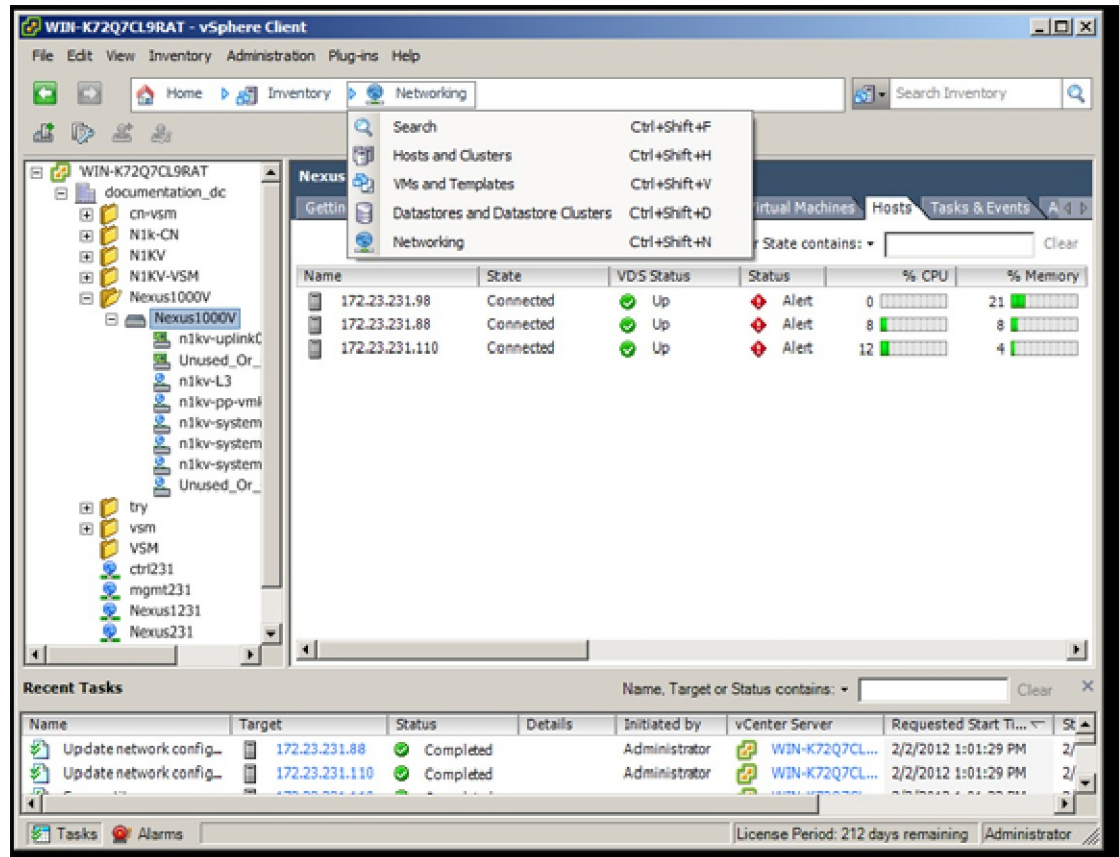 WIN-K72Q7CL9RAT - vSphere Client
File Edit View Inventory Administration Plug-ins Help
Home Inventory Networking Search Inventory
Search Ctrl+Shift+F
Hosts and Clusters Ctrl+Shift+H
VMs and Templates Ctrl+Shift+V
Datastores and Datastore Clusters Ctrl+Shift+D
Networking Ctrl+Shift+N
WIN-K72Q7CL9RAT
documentation_dc
cn-vsm
N1k-CN
N1KV
N1KV-VSM
Nexus1000V
Nexus1000V
n1kv-uplink
Unused_Or_
n1kv-L3
n1kv-pp-vmk
n1kv-system
n1kv-system
n1kv-system
Unused_Or_
try
vsm
VSM
ctrl231
mgmt231
Nexus1231
Nexus231
Nexus
Gettin Virtual Machines Hosts Tasks & Events A
State contains: Clear
Name State VDS Status Status % CPU % Memory
172.23.231.98 Connected Up Alert 0 21
172.23.231.88 Connected Up Alert 8 8
172.23.231.110 Connected Up Alert 12 4
Recent Tasks Name, Target or Status contains: Clear
Name Target Status Details Initiated by vCenter Server Requested Start Ti... St
Update network config... 172.23.231.88 Completed Administrator WIN-K72Q7CL... 2/2/2012 1:01:29 PM 2/
Update network config... 172.23.231.110 Completed Administrator WIN-K72Q7CL... 2/2/2012 1:01:29 PM 2/
Tasks Alarms License Period: 212 days remaining Administrator